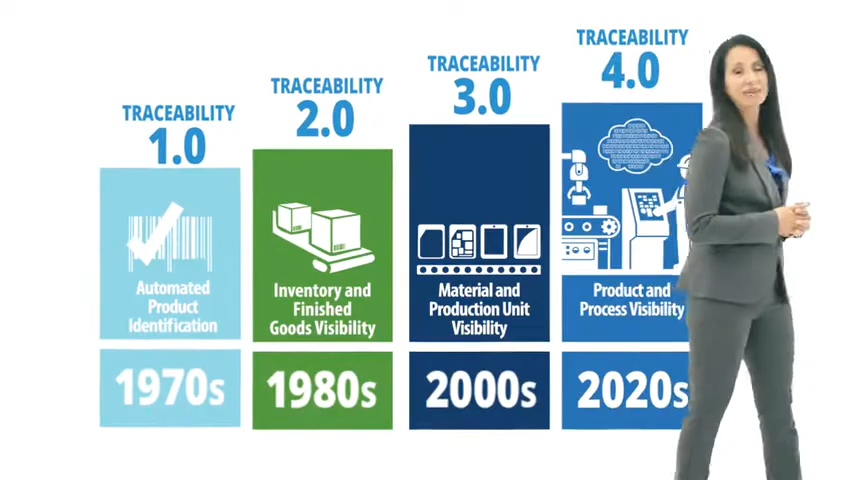 TRACEABILITY
1.0
TRACEABILITY
2.0
TRACEABILITY
3.0
TRACEABILITY
4.0
Automated
Product
Identification
Inventory and
Finished
Goods Visibility
Material and
Production Unit
Visibility
Product and
Process Visibility
1970s
1980s
2000s
2020s